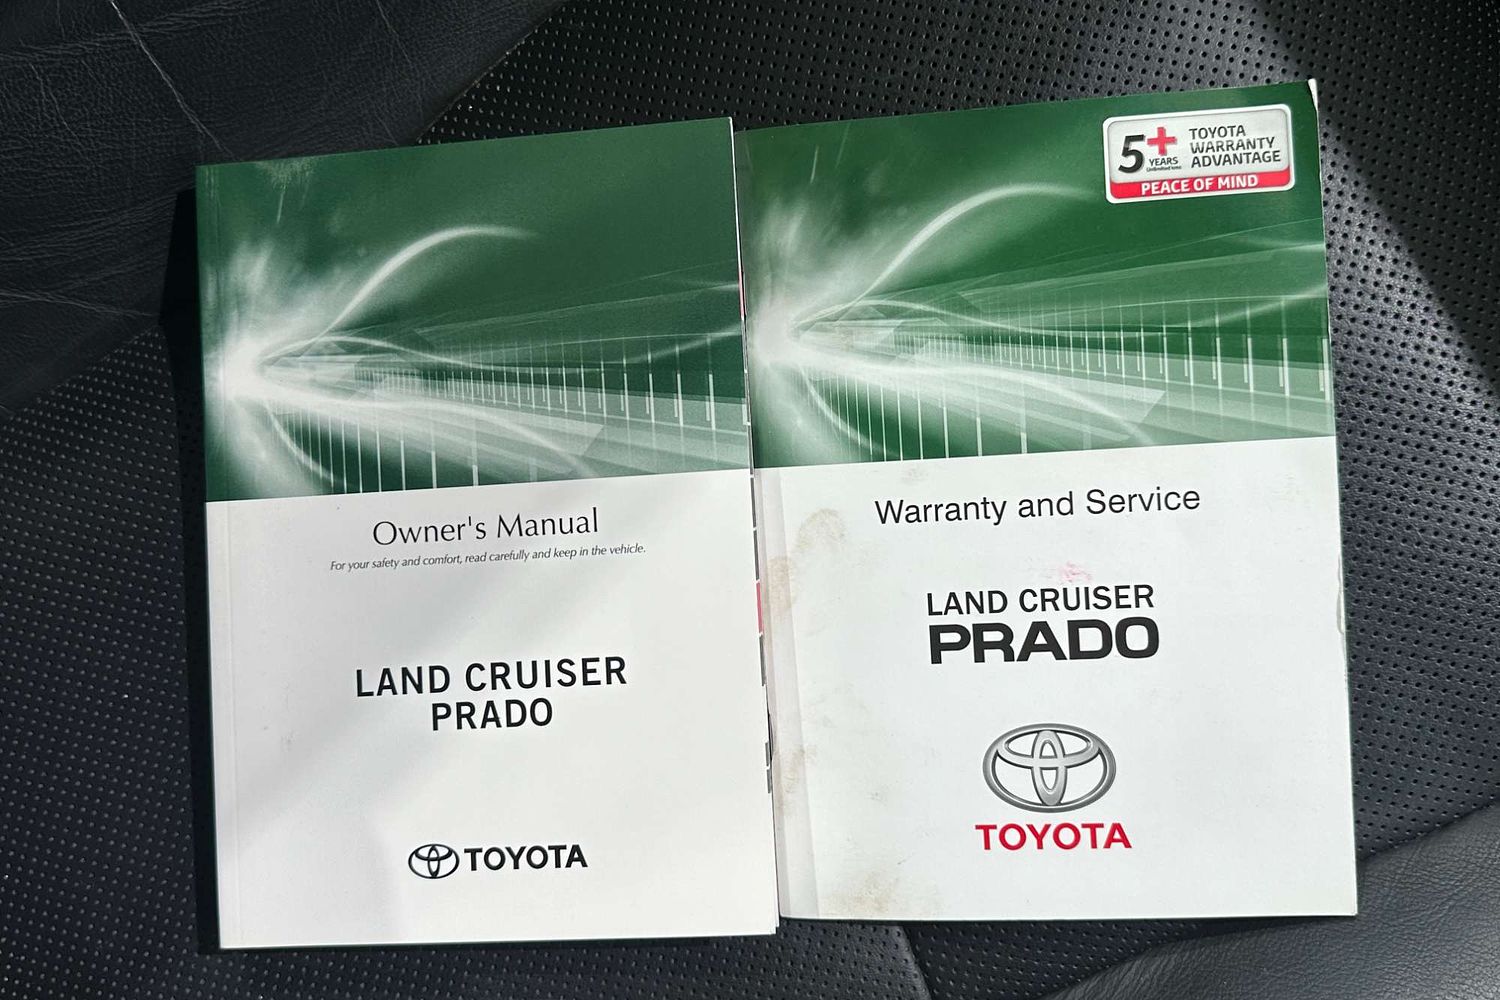 Owner's Manual
For your safety and comfort, read carefully and keep in the vehicle.
LAND CRUISER
PRADO
TOYOTA
5+
YEARS
TOYOTA
WARRANTY
ADVANTAGE
PEACE OF MIND
Warranty and Service
LAND CRUISER
PRADO
TOYOTA